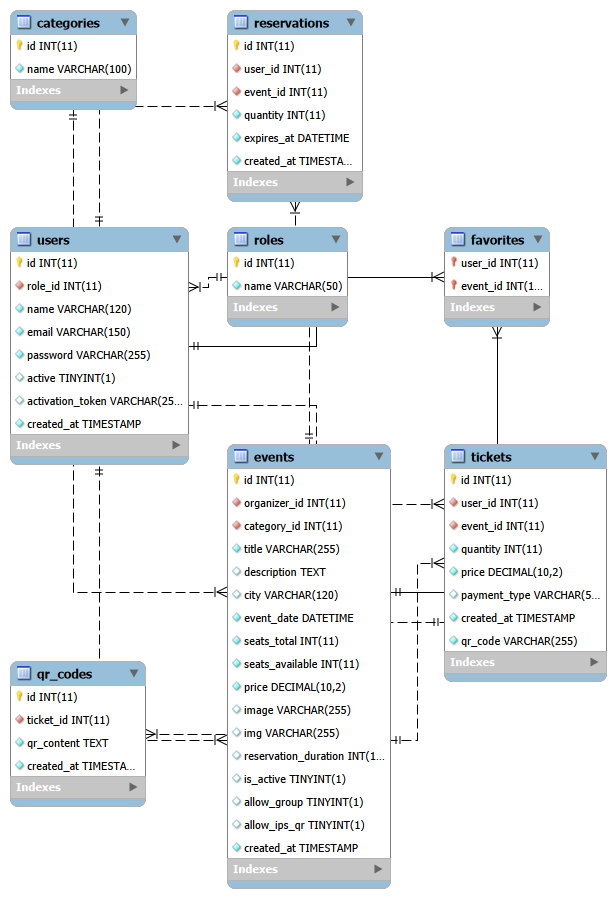 categories
id INT(11)
name VARCHAR(100)
Indexes
reservations
id INT(11)
user_id INT(11)
event_id INT(11)
quantity INT(11)
expires_at DATETIME
created_at TIMESTA...
Indexes
users
id INT(11)
role_id INT(11)
name VARCHAR(120)
email VARCHAR(150)
password VARCHAR(255)
active TINYINT(1)
activation_token VARCHAR(25...
created_at TIMESTAMP
Indexes
roles
id INT(11)
name VARCHAR(50)
Indexes
favorites
user_id INT(11)
event_id INT(1...
Indexes
events
id INT(11)
organizer_id INT(11)
category_id INT(11)
title VARCHAR(255)
description TEXT
city VARCHAR(120)
event_date DATETIME
seats_total INT(11)
seats_available INT(11)
price DECIMAL(10,2)
image VARCHAR(255)
img VARCHAR(255)
reservation_duration INT(1...
is_active TINYINT(1)
allow_group TINYINT(1)
allow_ips_qr TINYINT(1)
created_at TIMESTAMP
Indexes
tickets
id INT(11)
user_id INT(11)
event_id INT(11)
quantity INT(11)
price DECIMAL(10,2)
payment_type VARCHAR(5...
created_at TIMESTAMP
qr_code VARCHAR(255)
Indexes
qr_codes
id INT(11)
ticket_id INT(11)
qr_content TEXT
created_at TIMESTA...
Indexes